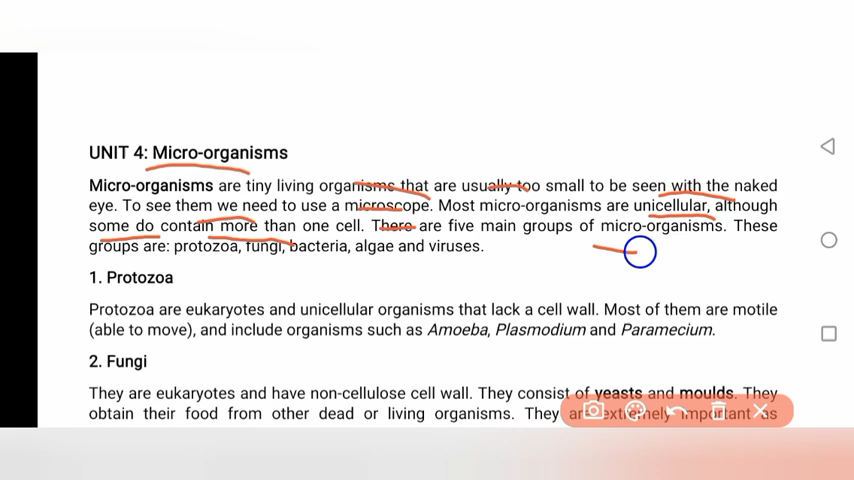 UNIT 4: Micro-organisms
Micro-organisms are tiny living organisms that are usually too small to be seen with the naked
eye. To see them we need to use a microscope. Most micro-organisms are unicellular, although
some do contain more than one cell. There are five main groups of micro-organisms. These
groups are: protozoa, fungi, bacteria, algae and viruses.
1. Protozoa
Protozoa are eukaryotes and unicellular organisms that lack a cell wall. Most of them are motile
(able to move), and include organisms such as Amoeba, Plasmodium and Paramecium.
2. Fungi
They are eukaryotes and have non-cellulose cell wall. They consist of yeasts and moulds. They
obtain their food from other dead or living organisms. They are extremely important as